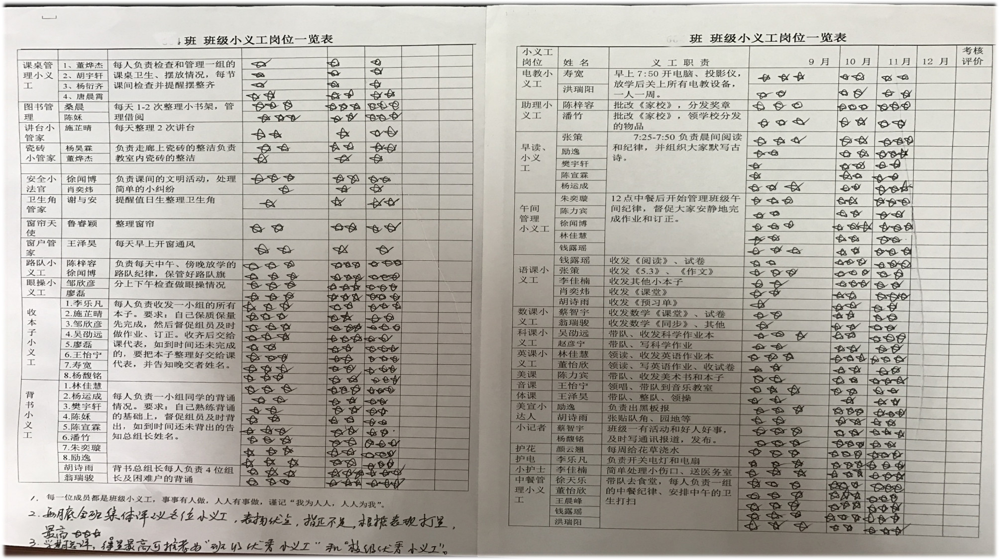 班 班级小义工岗位一览表
课桌管理小义工 1、董烨杰 每人负责检查和管理一组的
2、胡宇轩 课桌卫生、摆放情况，每节
3、杨衍齐 课间检查并提醒摆整齐
4、唐晨霄
图书管理 桑晨 每天1-2次整理小书架，管
陈妩 理借阅
讲台小管家 施芷晴 每天整理2次讲台
瓷砖 杨昊霖 负责走廊上瓷砖的整洁负责
小管家 董烨杰 教室内瓷砖的整洁
安全小 徐闻博 负责课间的文明活动，处理
法官 肖奕炜 简单的小纠纷
卫生角管家 谢与安 提醒值日生整理卫生角
窗帘天使 鲁睿颖 整理窗帘
窗户管家 王泽昊 每天早上开窗通风
路队小 陈梓容 负责每天中午、傍晚放学的
义工 徐闻博 路队纪律，保管好路队旗
眼操小 邹欣彦 分上下午检查做眼操情况
义工 廖磊
收本子小义工
1.李乐凡 每人负责收发一小组的所有
2.施芷晴 本子。要求：自己保质保量
3.邹欣彦 先完成，然后督促组员及时
4.吴劭远 做作业、订正。收齐后交给
5.廖磊 课代表，如到时间还未完成
6.王怡宁 的，要把本子整理好交给课
7.寿宽 代表，并告知晚交者姓名。
8.杨馥铭
背书小义工
1.林佳慧
2.杨运成 每人负责一小组同学的背诵
3.樊宇轩 情况。要求：自己熟练背诵
4.陈妩 的基础上，督促组员及时背
5.陈宣霖 出，如到时间还未背出的告
6.潘竹 知总组长姓名。
7.朱奕璇
8.励逸
胡诗雨 背书总组长每人负责4位组
翁瑞骏 长及困难户的背诵
1. 每一位成员都是班级小义工，事事有人做，人人有事做，谨记“我为人人，人人为我”。
2. 每月底全班集体评议各位小义工，表扬优点，指正不足，根据表现打星，
最高☆☆☆
3. 学期总评，得星最高可推荐为“班级优秀小义工”和“校级优秀小义工”。
班 班级小义工岗位一览表
小义工岗位 姓 名 义 工 职 责 9 月 10 月 11月 12 月 考核评价
电教小 寿宽 早上7:50开电脑、投影仪，
义工 洪瑞阳 放学后关上所有电教设备，
一人一周。
助理小 陈梓容 批改《家校》，分发奖章
义工 潘竹 批改《家校》，领学校分发
的物品
早读、小义工
张策 7:25-7:50负责晨间阅读
励逸 和纪律，并组织大家默写古
樊宇轩 诗。
陈宣霖
杨运成
午间管理小义工
朱奕璇 12点中餐后开始管理班级午
陈力宾 间纪律，督促大家安静地完
徐闻博 成作业和订正。
林佳慧
钱露瑶
语课小义工
钱露瑶 收发《阅读》、试卷
张策 收发《5.3》、《作文》
李佳楠 收发其他小本子
肖奕炜 收发《课堂》
胡诗雨 收发《预习单》
数课小 蔡智宇 收发数学《课堂》、试卷
义工 翁瑞骏 收发数学《同步》、其他
科课小 吴劭远 带队、收发科学作业本
义工 赵彦宁 带队、写科学作业
英课小 林佳慧 领读、收发英语作业本
义工 董怡欣 领读、写英语作业、收试卷
美课 陈力宾 带队、收发美术书和本子
音课 王怡宁 领唱、带队到音乐教室
体课 王泽昊 带队、整队、领操
美宣小 励逸 负责出黑板报
达人 胡诗雨 张贴队角、园地等
小记者 蔡智宇 班级一有活动和好人好事，
杨馥铭 及时写通讯报道，发布。
护花 颜云翘 每周给花草浇水
护电 李乐凡 负责开关电灯和电扇
小护士 李佳楠 简单处理小伤口、送医务室
中餐管 徐天乐 带队去食堂，每人负责一组
理小义 董怡欣 的中餐纪律、安排中午的卫
工 王晨峰 生打扫
钱露瑶
洪瑞阳